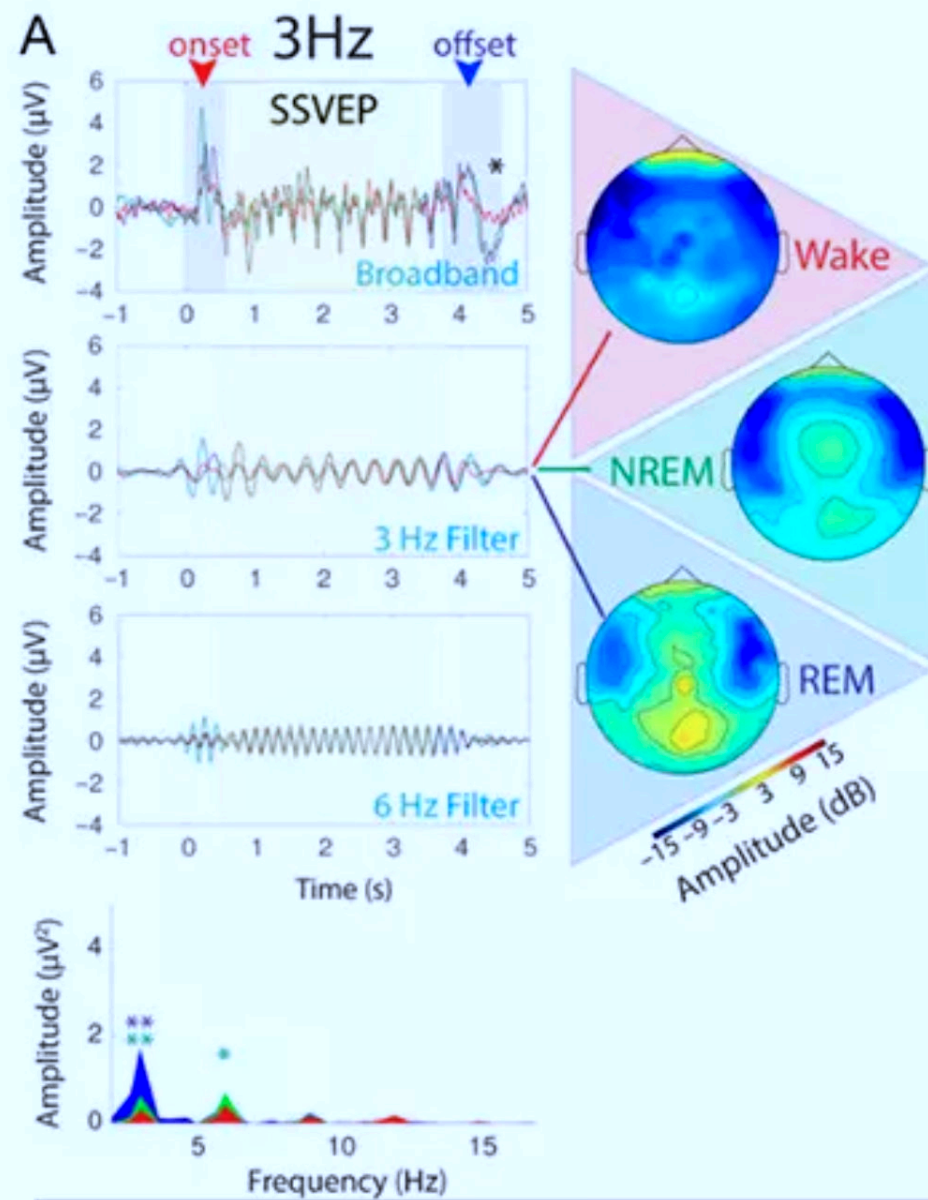 A
3Hz
onset
offset
SSVEP
*
Broadband
Amplitude (µV)
6
4
2
0
−2
−4
−1 0 1 2 3 4 5
Wake
Amplitude (µV)
6
4
2
0
−2
−4
3 Hz Filter
−1 0 1 2 3 4 5
NREM
Amplitude (µV)
6
4
2
0
−2
−4
6 Hz Filter
−1 0 1 2 3 4 5
Time (s)
REM
−15 −9 −3 3 9 15
Amplitude (dB)
Amplitude (µV²)
4
2
0
**
**
*
5 10 15
Frequency (Hz)